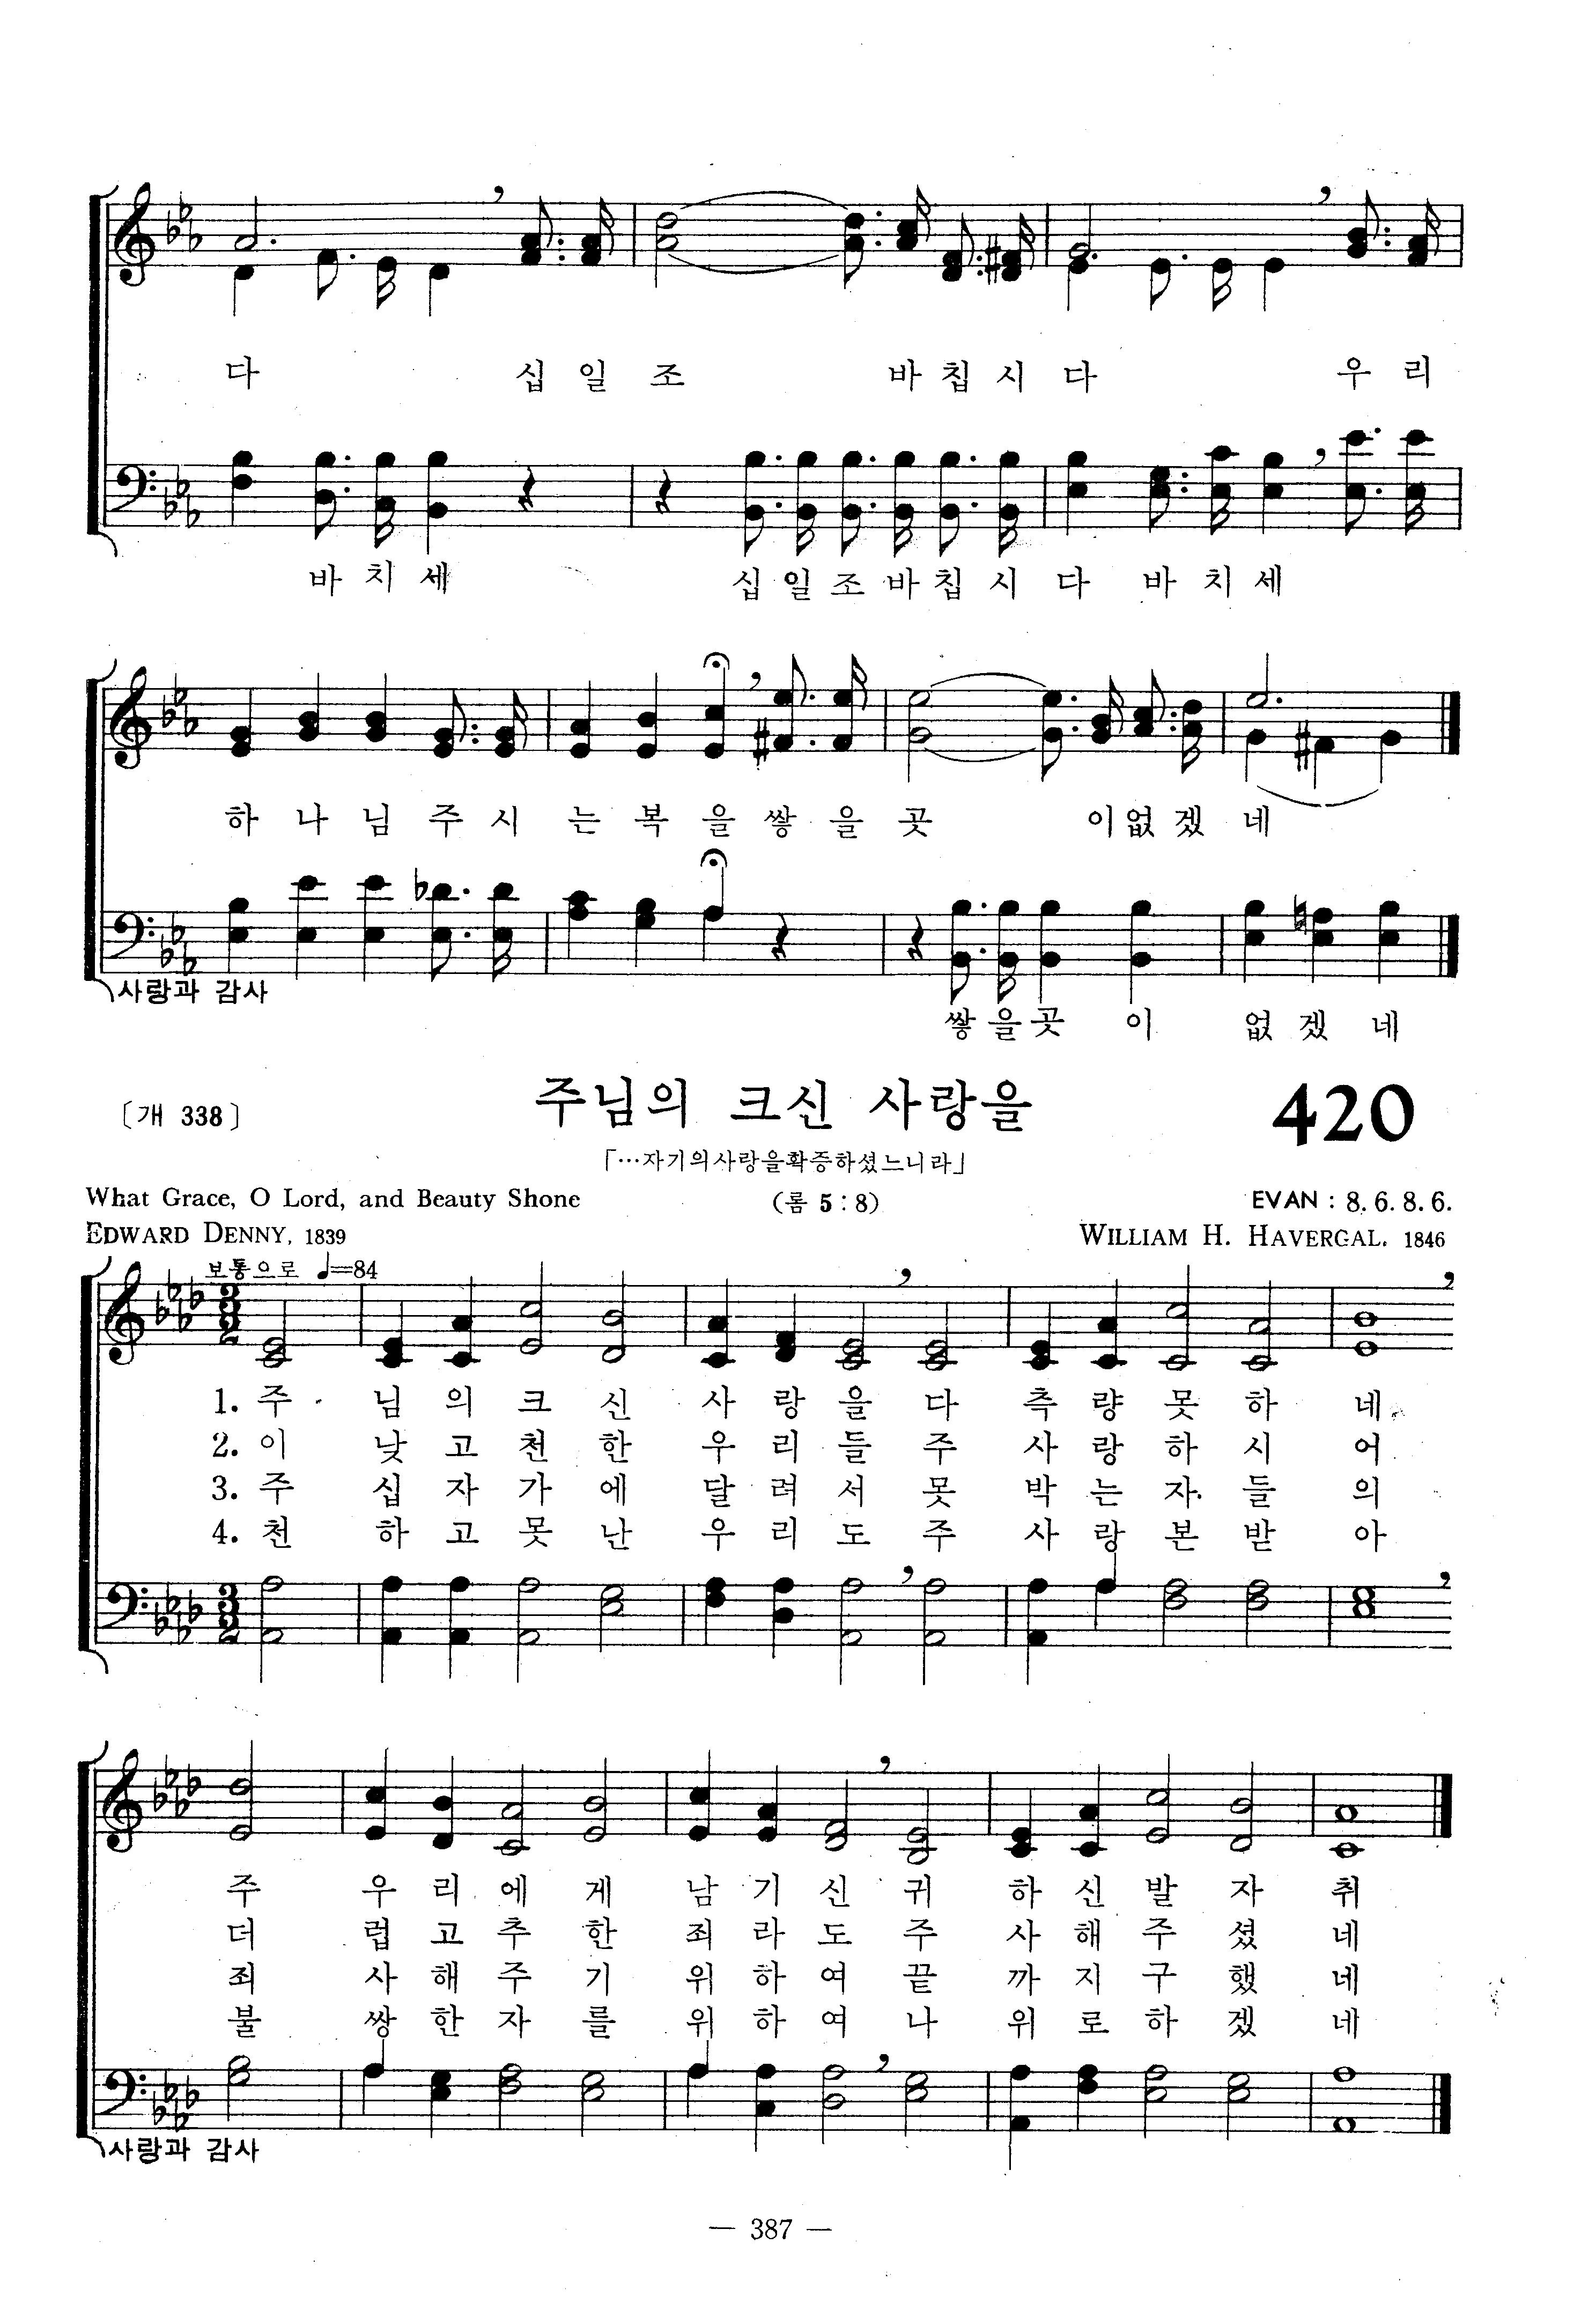 다 십 일 조 바 칩 시 다 우 리
바 치 세 십 일 조 바 칩 시 다 바 치 세
하 나 님 주 시 는 복 을 쌓 을 곳 이 없 겠 네
사랑과 감사
쌓 을 곳 이 없 겠 네
〔개 338〕 주님의 크신 사랑을 420
「…자기의사랑을확증하셨느니라」
What Grace, O Lord, and Beauty Shone (롬 5 : 8) EVAN : 8. 6. 8. 6.
EDWARD DENNY, 1839 WILLIAM H. HAVERGAL. 1846
보통으로 ♩=84
1. 주 님 의 크 신 사 랑 을 다 측 량 못 하 네
2. 이 낮 고 천 한 우 리 들 주 사 랑 하 시 어
3. 주 십 자 가 에 달 려 서 못 박 는 자 들 의
4. 천 하 고 못 난 우 리 도 주 사 랑 본 받 아
주 우 리 에 게 남 기 신 귀 하 신 발 자 취
더 럽 고 추 한 죄 라 도 주 사 해 주 셨 네
죄 사 해 주 기 위 하 여 끝 까 지 구 했 네
불 쌍 한 자 를 위 하 여 나 위 로 하 겠 네
사랑과 감사
— 387 —